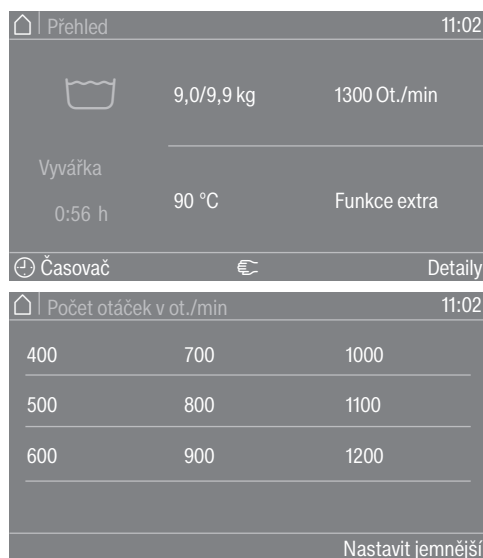 Přehled 11:02
9,0/9,9 kg 1300 Ot./min
Vyvářka
0:56 h
90 °C Funkce extra
Časovač Detaily
Počet otáček v ot./min 11:02
400 700 1000
500 800 1100
600 900 1200
Nastavit jemnější